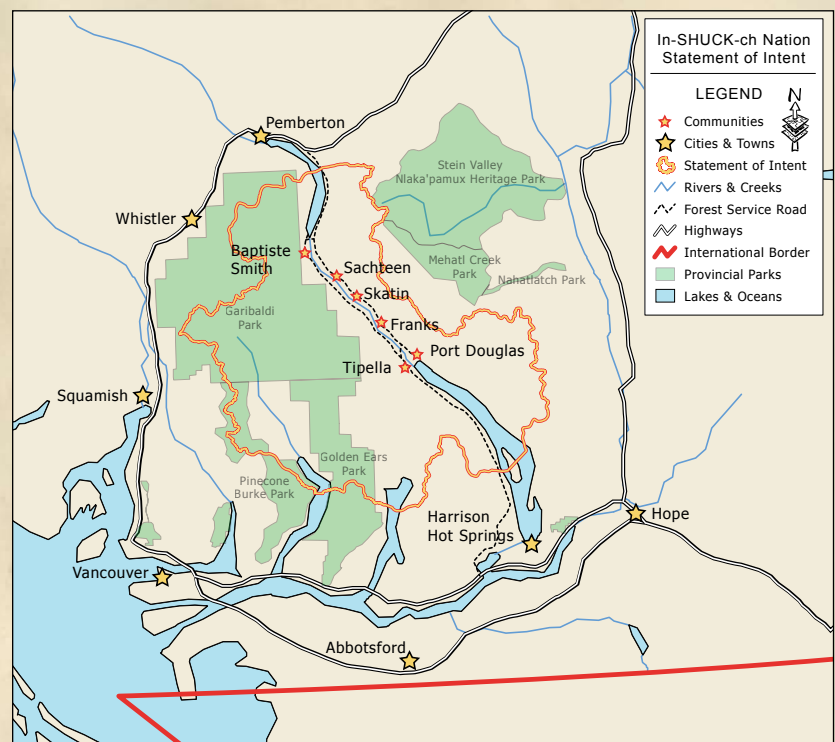 In-SHUCK-ch Nation
Statement of Intent
LEGEND
N
Communities
Cities & Towns
Statement of Intent
Rivers & Creeks
Forest Service Road
Highways
International Border
Provincial Parks
Lakes & Oceans
Pemberton
Stein Valley
Nlaka'pamux Heritage Park
Whistler
Baptiste
Smith
Sachteen
Mehatl Creek
Park
Nahatlatch Park
Skatin
Garibaldi
Park
Franks
Port Douglas
Tipella
Squamish
Golden Ears
Park
Pinecone
Burke Park
Harrison
Hot Springs
Hope
Vancouver
Abbotsford